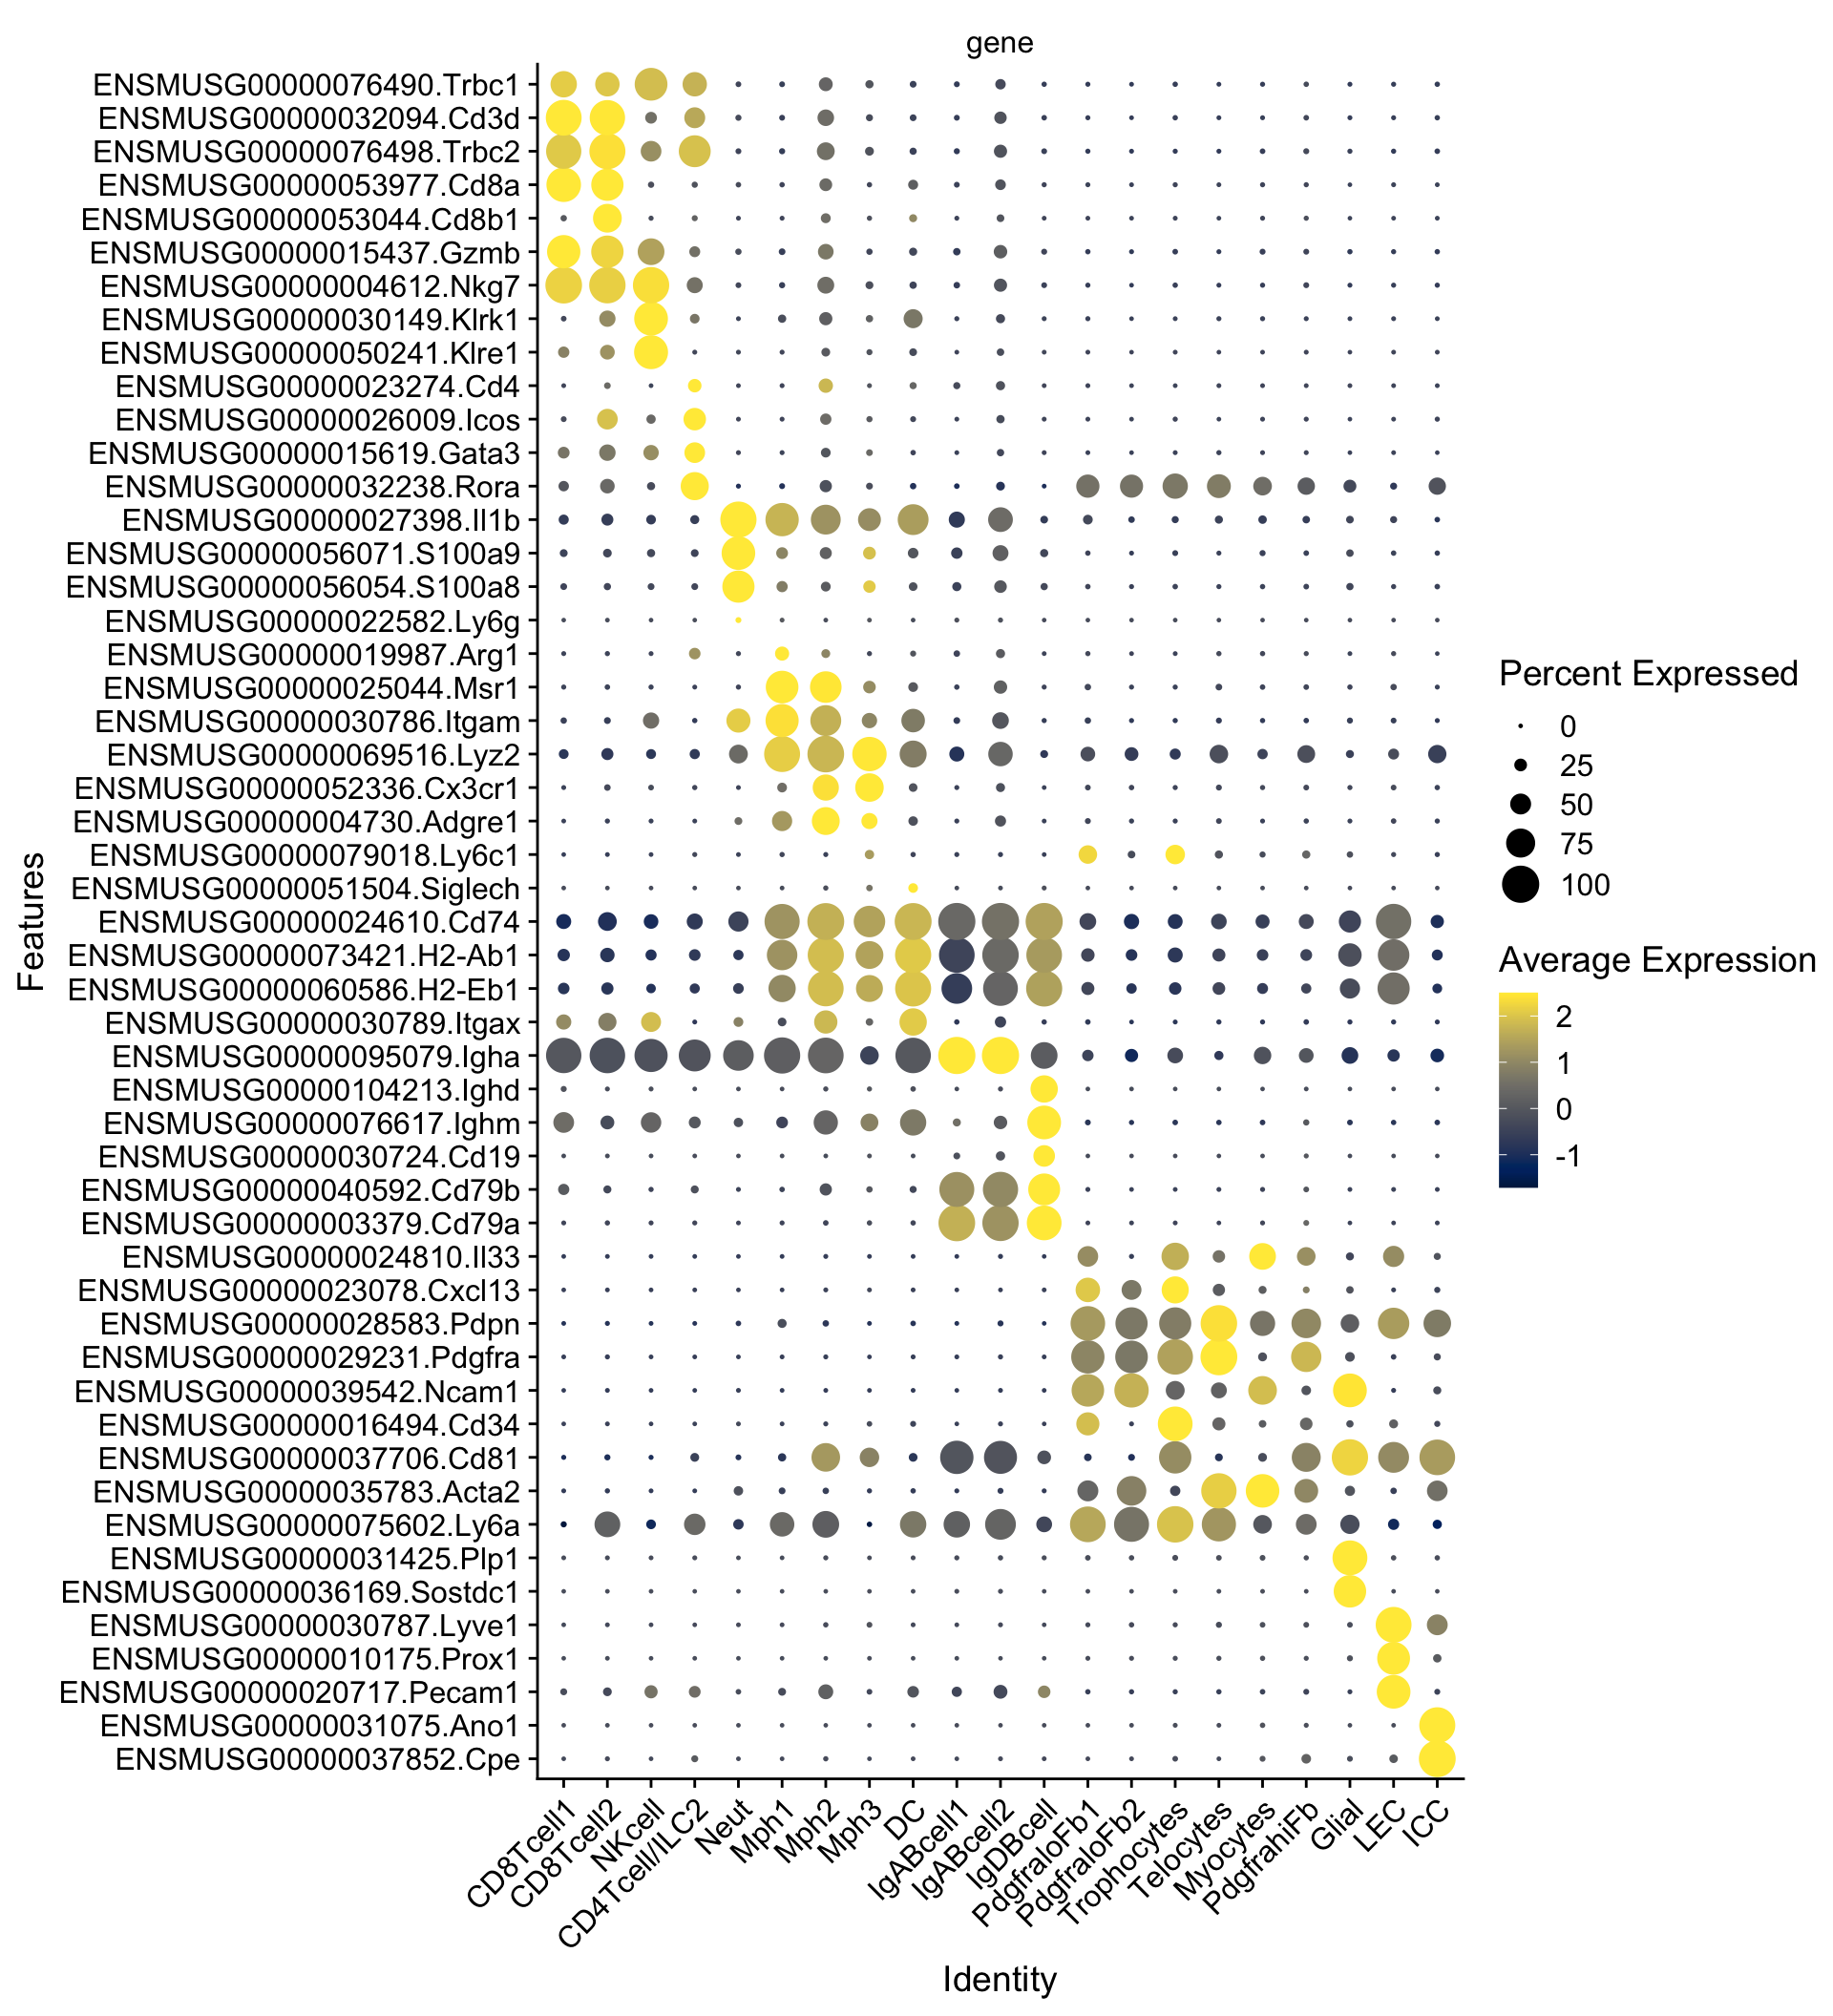 gene
ENSMUSG00000076490.Trbc1
ENSMUSG00000032094.Cd3d
ENSMUSG00000076498.Trbc2
ENSMUSG00000053977.Cd8a
ENSMUSG00000053044.Cd8b1
ENSMUSG00000015437.Gzmb
ENSMUSG00000004612.Nkg7
ENSMUSG00000030149.Klrk1
ENSMUSG00000050241.Klre1
ENSMUSG00000023274.Cd4
ENSMUSG00000026009.Icos
ENSMUSG00000015619.Gata3
ENSMUSG00000032238.Rora
ENSMUSG00000027398.Il1b
ENSMUSG00000056071.S100a9
ENSMUSG00000056054.S100a8
ENSMUSG00000022582.Ly6g
ENSMUSG00000019987.Arg1
ENSMUSG00000025044.Msr1
ENSMUSG00000030786.Itgam
ENSMUSG00000069516.Lyz2
ENSMUSG00000052336.Cx3cr1
ENSMUSG00000004730.Adgre1
ENSMUSG00000079018.Ly6c1
ENSMUSG00000051504.Siglech
ENSMUSG00000024610.Cd74
ENSMUSG00000073421.H2-Ab1
ENSMUSG00000060586.H2-Eb1
ENSMUSG00000030789.Itgax
ENSMUSG00000095079.Igha
ENSMUSG00000104213.Ighd
ENSMUSG00000076617.Ighm
ENSMUSG00000030724.Cd19
ENSMUSG00000040592.Cd79b
ENSMUSG00000003379.Cd79a
ENSMUSG00000024810.Il33
ENSMUSG00000023078.Cxcl13
ENSMUSG00000028583.Pdpn
ENSMUSG00000029231.Pdgfra
ENSMUSG00000039542.Ncam1
ENSMUSG00000016494.Cd34
ENSMUSG00000037706.Cd81
ENSMUSG00000035783.Acta2
ENSMUSG00000075602.Ly6a
ENSMUSG00000031425.Plp1
ENSMUSG00000036169.Sostdc1
ENSMUSG00000030787.Lyve1
ENSMUSG00000010175.Prox1
ENSMUSG00000020717.Pecam1
ENSMUSG00000031075.Ano1
ENSMUSG00000037852.Cpe
Features
CD8Tcell1
CD8Tcell2
NKcell
CD4Tcell/ILC2
Neut
Mph1
Mph2
Mph3
DC
IgABcell1
IgABcell2
IgDBcell
PdgfraloFb1
PdgfraloFb2
Trophocytes
Telocytes
Myocytes
PdgfrahiFb
Glial
LEC
ICC
Identity
Percent Expressed
0
25
50
75
100
Average Expression
2
1
0
-1